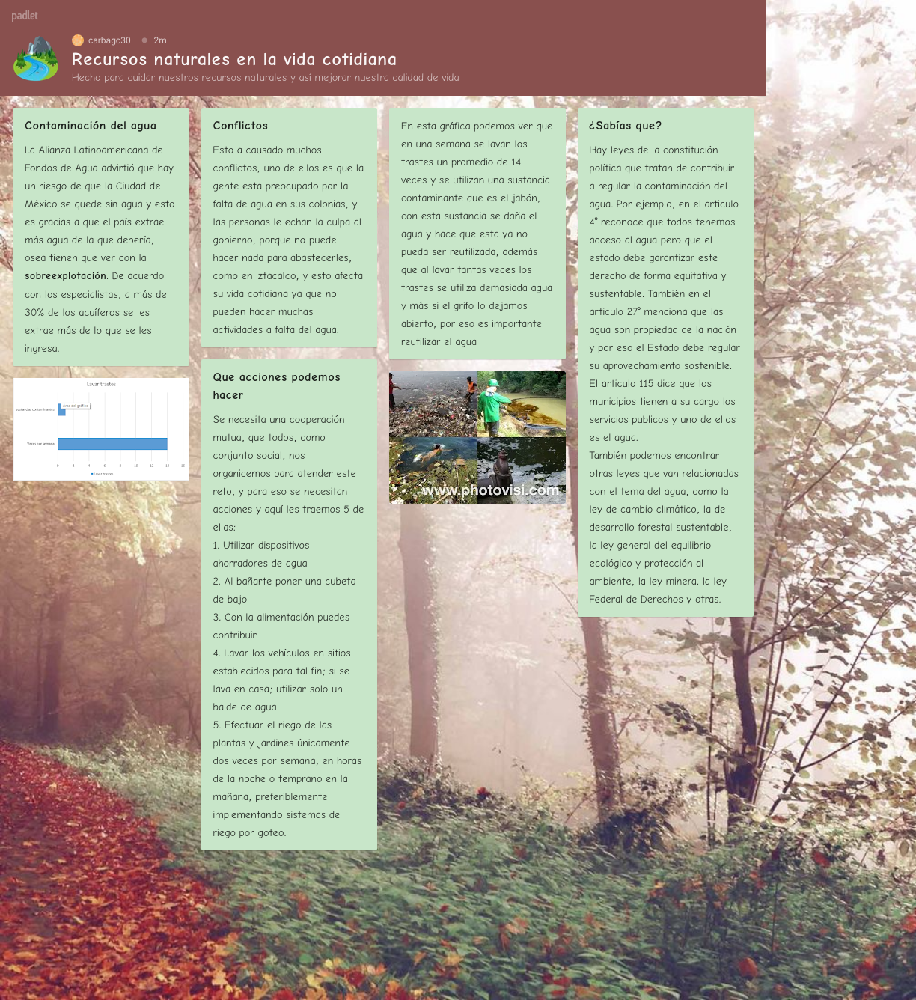 padlet
carbagc30 2m
Recursos naturales en la vida cotidiana
Hecho para cuidar nuestros recursos naturales y así mejorar nuestra calidad de vida
Contaminación del agua
La Alianza Latinoamericana de
Fondos de Agua advirtió que hay
un riesgo de que la Ciudad de
México se quede sin agua y esto
es gracias a que el país extrae
más agua de la que debería,
osea tienen que ver con la
sobreexplotación. De acuerdo
con los especialistas, a más de
30% de los acuíferos se les
extrae más de lo que se les
ingresa.
Lavar trastes
sustancias contaminantes
Área del gráfico
Veces por semana
0 2 4 6 8 10 12 14 16
Lavar trastes
Conflictos
Esto a causado muchos
conflictos, uno de ellos es que la
gente esta preocupado por la
falta de agua en sus colonias, y
las personas le echan la culpa al
gobierno, porque no puede
hacer nada para abastecerles,
como en iztacalco, y esto afecta
su vida cotidiana ya que no
pueden hacer muchas
actividades a falta del agua.
Que acciones podemos
hacer
Se necesita una cooperación
mutua, que todos, como
conjunto social, nos
organicemos para atender este
reto, y para eso se necesitan
acciones y aquí les traemos 5 de
ellas:
1. Utilizar dispositivos
ahorradores de agua
2. Al bañarte poner una cubeta
de bajo
3. Con la alimentación puedes
contribuir
4. Lavar los vehículos en sitios
establecidos para tal fin; si se
lava en casa; utilizar solo un
balde de agua
5. Efectuar el riego de las
plantas y jardines únicamente
dos veces por semana, en horas
de la noche o temprano en la
mañana, preferiblemente
implementando sistemas de
riego por goteo.
En esta gráfica podemos ver que
en una semana se lavan los
trastes un promedio de 14
veces y se utilizan una sustancia
contaminante que es el jabón,
con esta sustancia se daña el
agua y hace que esta ya no
pueda ser reutilizada, además
que al lavar tantas veces los
trastes se utiliza demasiada agua
y más si el grifo lo dejamos
abierto, por eso es importante
reutilizar el agua
www.photovisi.com
¿Sabías que?
Hay leyes de la constitución
política que tratan de contribuir
a regular la contaminación del
agua. Por ejemplo, en el articulo
4° reconoce que todos tenemos
acceso al agua pero que el
estado debe garantizar este
derecho de forma equitativa y
sustentable. También en el
articulo 27° menciona que las
agua son propiedad de la nación
y por eso el Estado debe regular
su aprovechamiento sostenible.
El articulo 115 dice que los
municipios tienen a su cargo los
servicios publicos y uno de ellos
es el agua.
También podemos encontrar
otras leyes que van relacionadas
con el tema del agua, como la
ley de cambio climático, la de
desarrollo forestal sustentable,
la ley general del equilibrio
ecológico y protección al
ambiente, la ley minera. la ley
Federal de Derechos y otras.